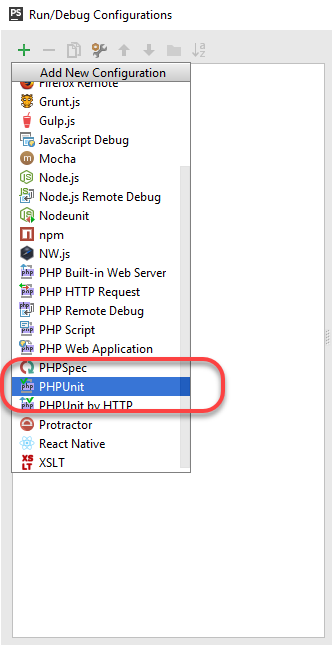 PS Run/Debug Configurations
Add New Configuration
Firefox Remote
Grunt.js
Gulp.js
JavaScript Debug
Mocha
Node.js
Node.js Remote Debug
Nodeunit
npm
NW.js
PHP Built-in Web Server
PHP HTTP Request
PHP Remote Debug
PHP Script
PHP Web Application
PHPSpec
PHPUnit
PHPUnit by HTTP
Protractor
React Native
XSLT